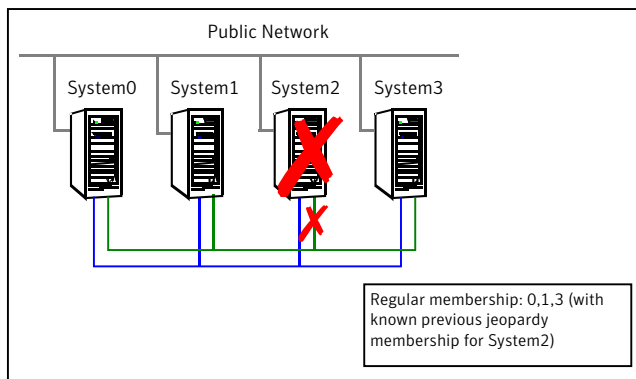 Public Network
System0
System1
System2
System3
Regular membership: 0,1,3 (with
known previous jeopardy
membership for System2)